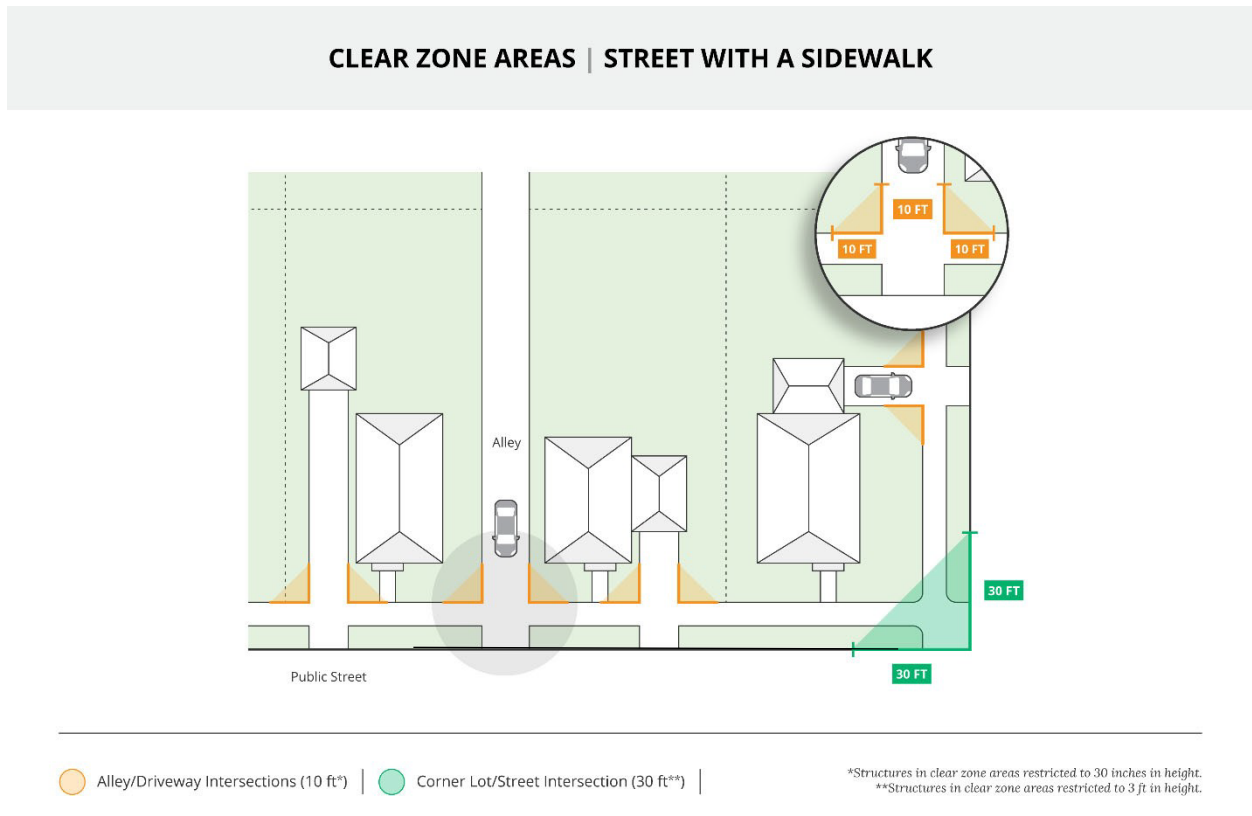 CLEAR ZONE AREAS | STREET WITH A SIDEWALK
10 FT
10 FT
10 FT
Alley
30 FT
30 FT
Public Street
Alley/Driveway Intersections (10 ft*)
Corner Lot/Street Intersection (30 ft**)
*Structures in clear zone areas restricted to 30 inches in height.
**Structures in clear zone areas restricted to 3 ft in height.